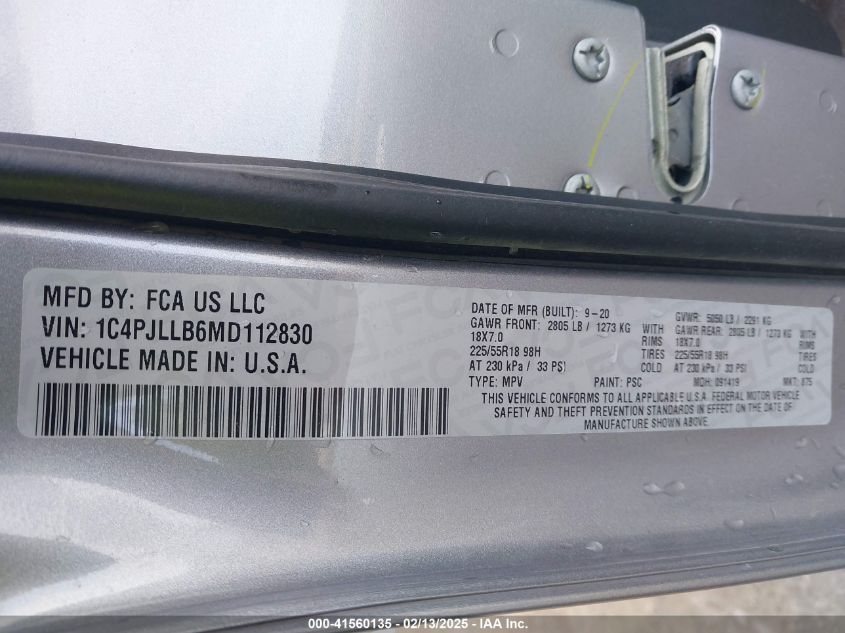 MFD BY: FCA US LLC
VIN: 1C4PJLLB6MD112830
VEHICLE MADE IN: U.S.A.
DATE OF MFR (BUILT): 9-20 GVWR: 5050 LB / 2291 KG
GAWR FRONT: 2805 LB / 1273 KG WITH GAWR REAR: 2805 LB / 1273 KG WITH
18X7.0 RIMS 18X7.0 RIMS
225/55R18 98H TIRES 225/55R18 98H TIRES
AT 230 kPa / 33 PSI COLD AT 230 kPa / 33 PSI COLD
TYPE: MPV PAINT: PSC MDH: 091419 MKT: 875
THIS VEHICLE CONFORMS TO ALL APPLICABLE U.S.A. FEDERAL MOTOR VEHICLE
SAFETY AND THEFT PREVENTION STANDARDS IN EFFECT ON THE DATE OF
MANUFACTURE SHOWN ABOVE.
000-41560135 - 02/13/2025 - IAA Inc.